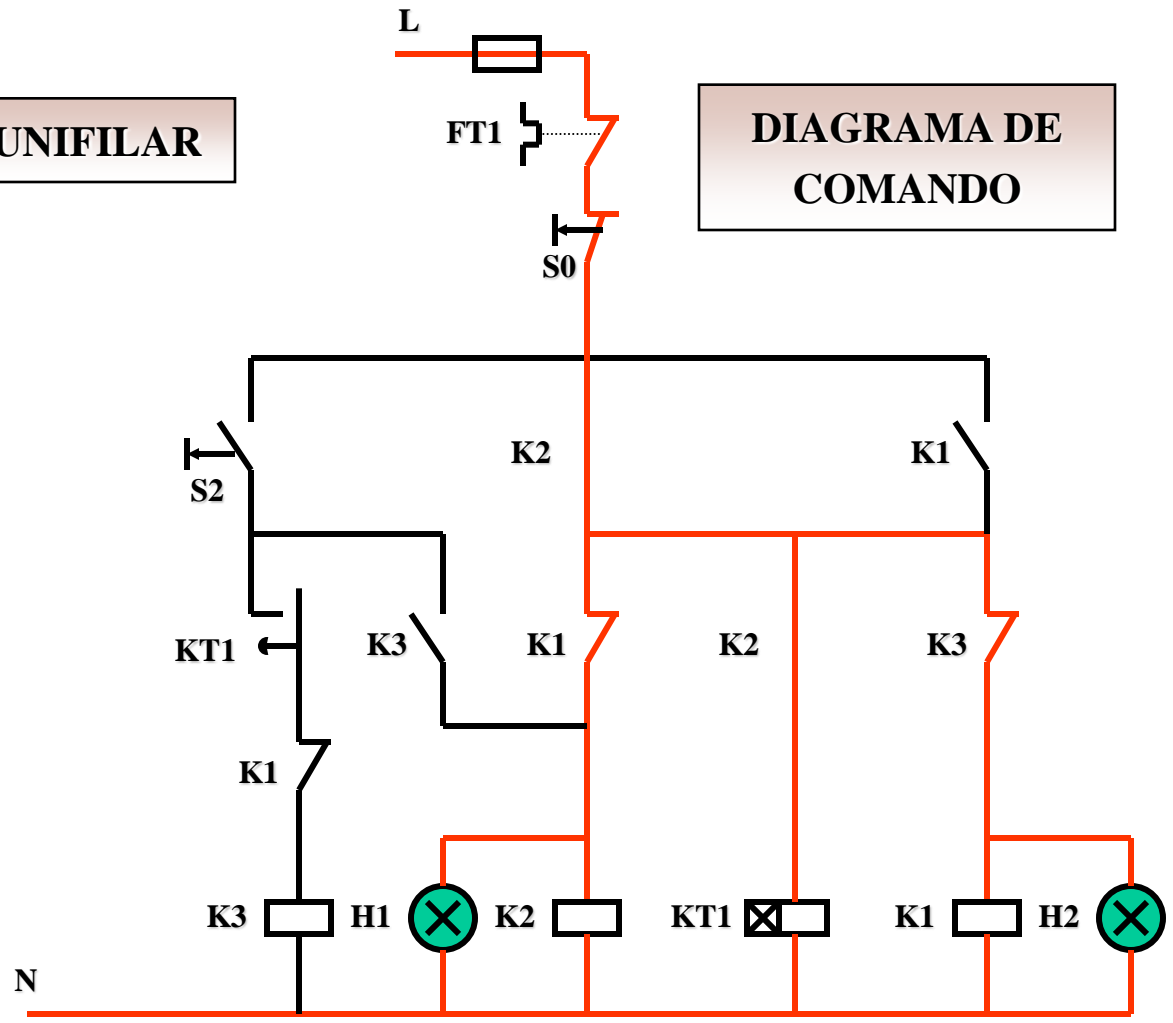 L
UNIFILAR
FT1
DIAGRAMA DE
COMANDO
S0
K2
K1
S2
KT1
K3
K1
K2
K3
K1
K3
H1
K2
KT1
K1
H2
N